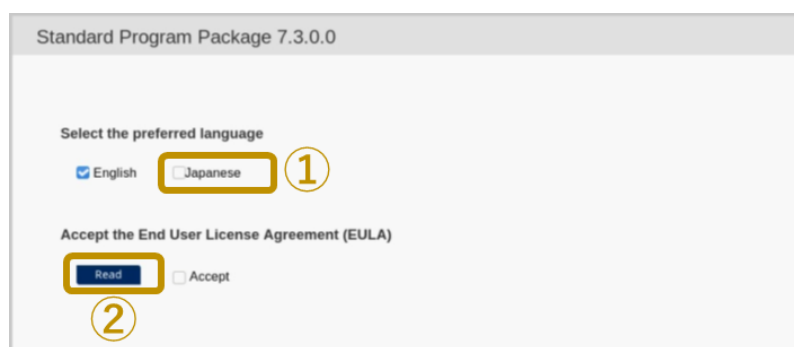 Standard Program Package 7.3.0.0
Select the preferred language
English Japanese ①
Accept the End User License Agreement (EULA)
Read Accept
②